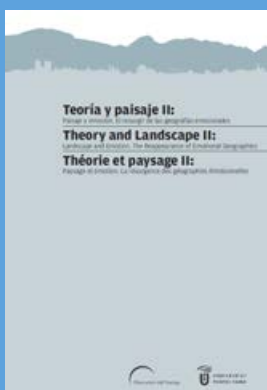 Teoría y paisaje II:
Paisaje y emoción. El resurgir de las geografías emocionales
Theory and Landscape II:
Landscape and Emotion. The Reappearance of Emotional Geographies
Théorie et paysage II:
Paysage et émotion. La résurgence des géographies émotionnelles